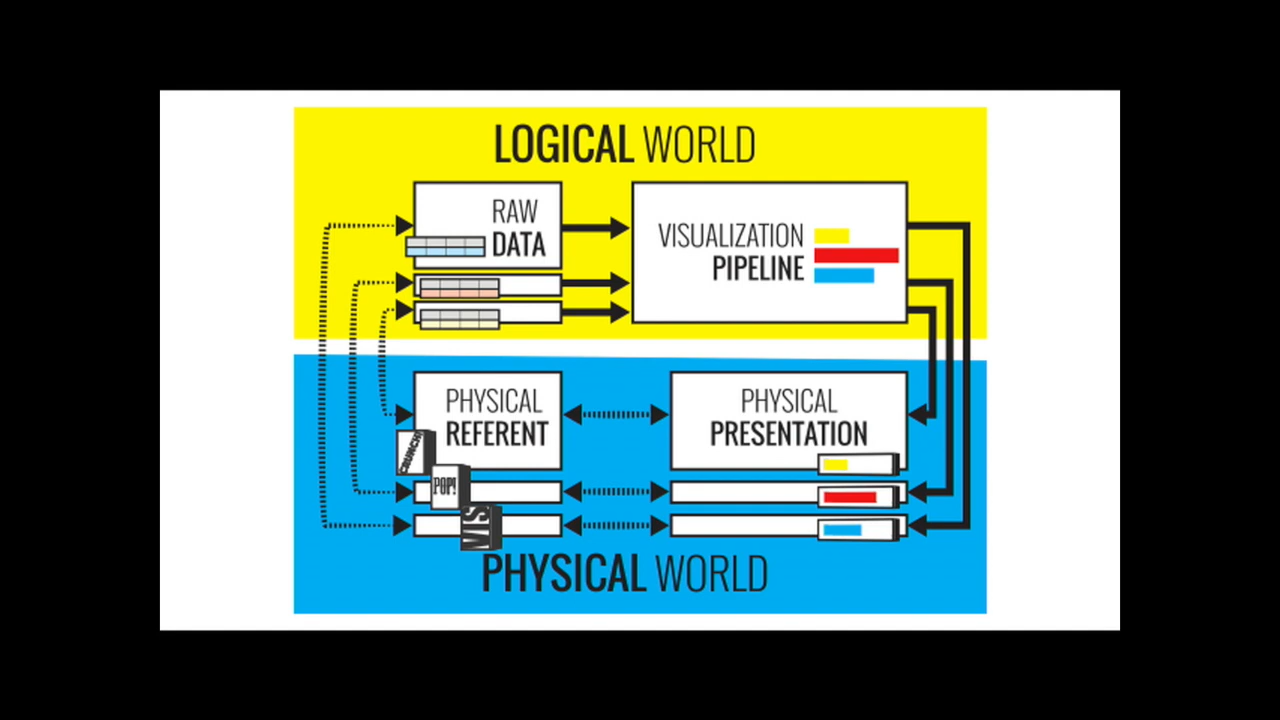 LOGICAL WORLD
RAW
DATA
VISUALIZATION
PIPELINE
PHYSICAL
REFERENT
PHYSICAL
PRESENTATION
CRUNCH!
POP!
VIS
PHYSICAL WORLD